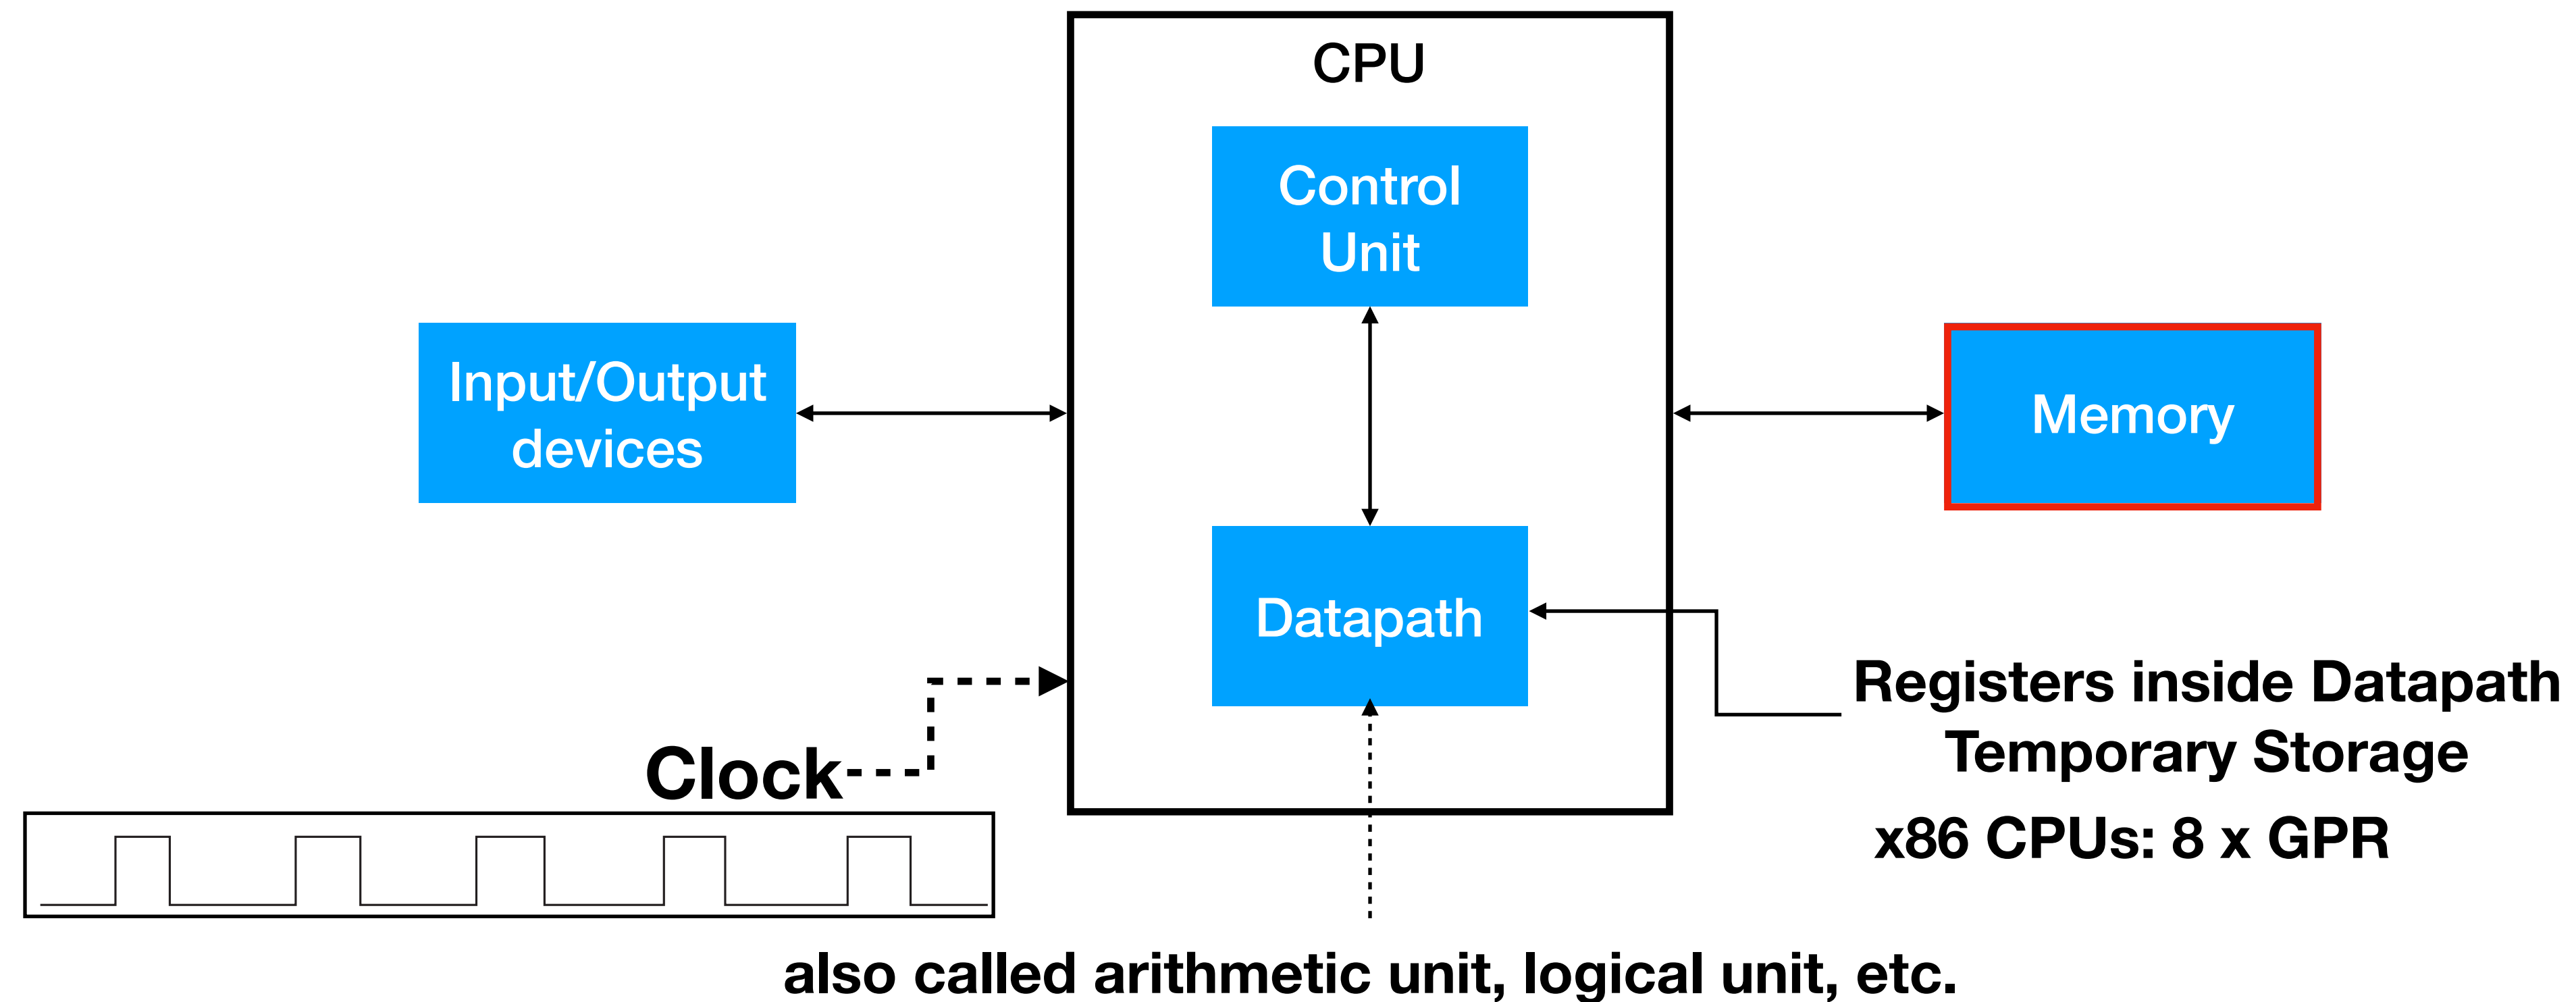 CPU
Control
Unit
Input/Output
devices
Memory
Datapath
Registers inside Datapath
Temporary Storage
Clock
x86 CPUs: 8 x GPR
also called arithmetic unit, logical unit, etc.